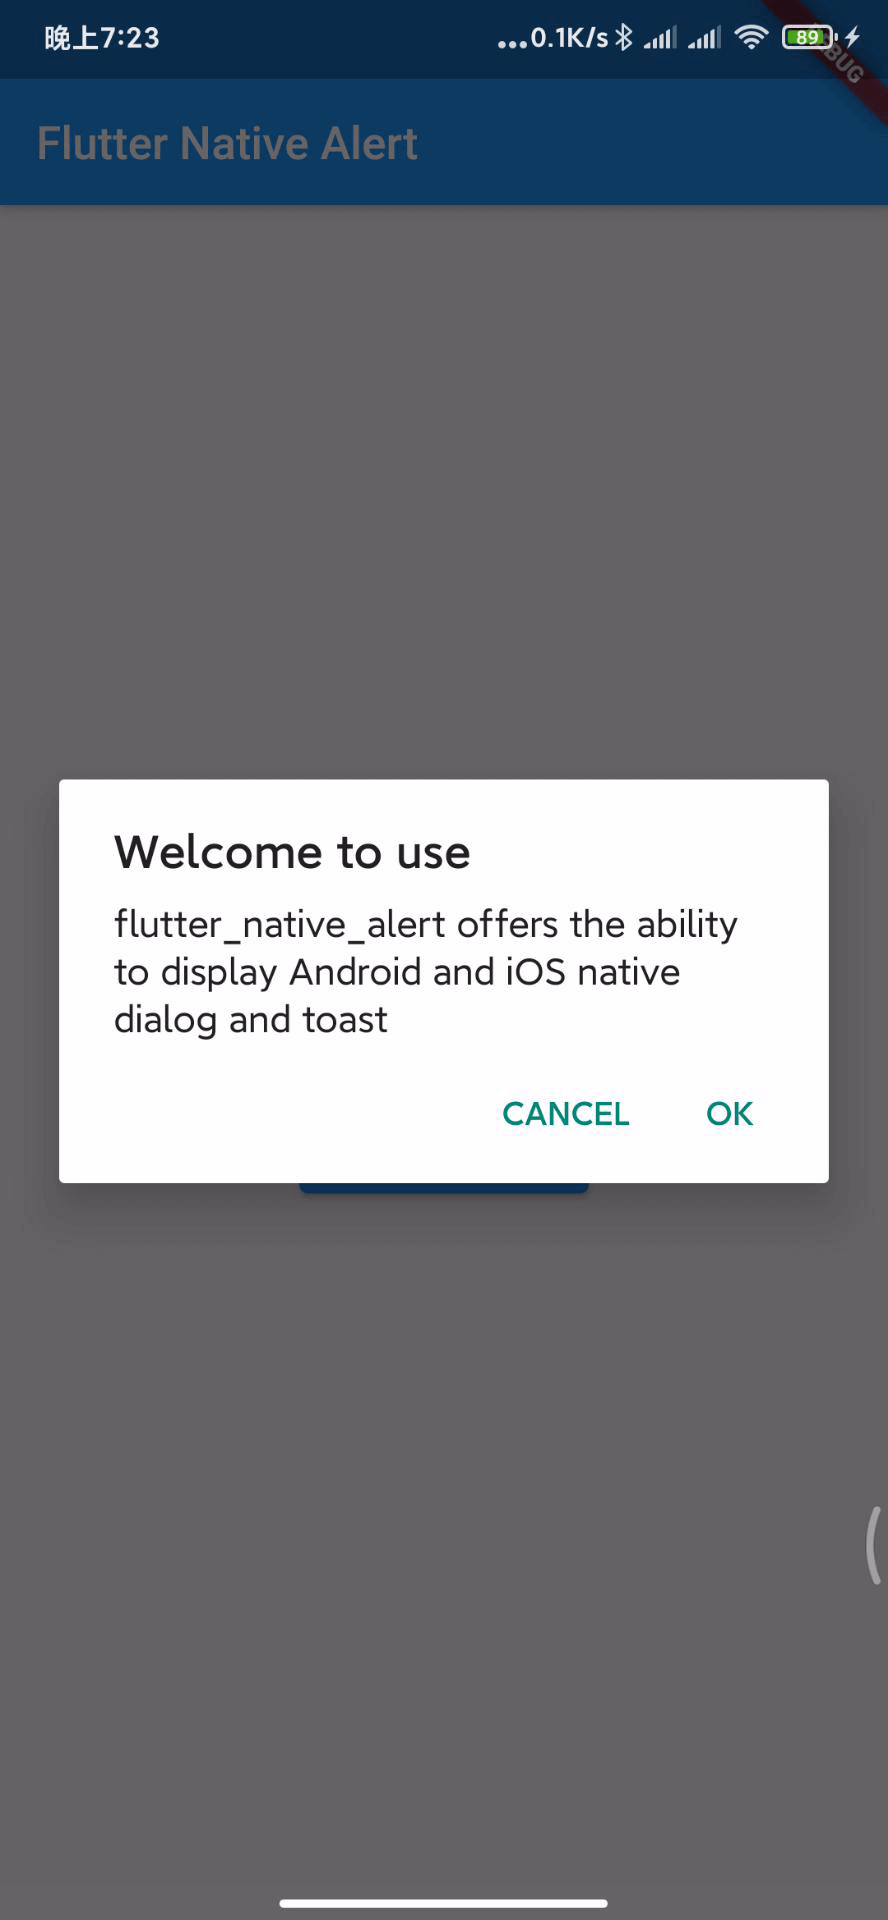 晚上7:23
...0.1K/s
89
Flutter Native Alert
Welcome to use
flutter_native_alert offers the ability
to display Android and iOS native
dialog and toast
CANCEL OK